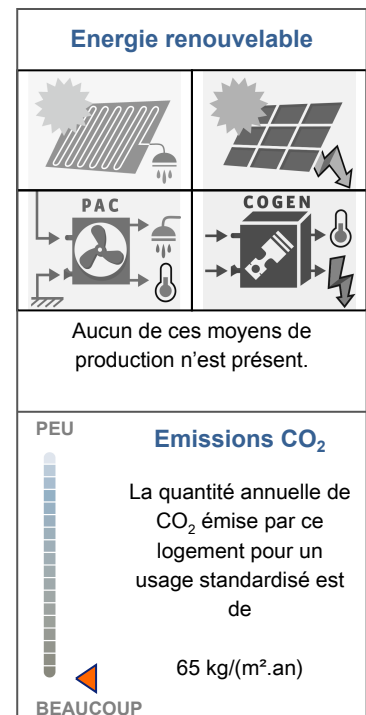 Energie renouvelable
PAC
COGEN
Aucun de ces moyens de
production n'est présent.
PEU
Emissions CO₂
La quantité annuelle de
CO₂ émise par ce
logement pour un
usage standardisé est
de
65 kg/(m².an)
BEAUCOUP